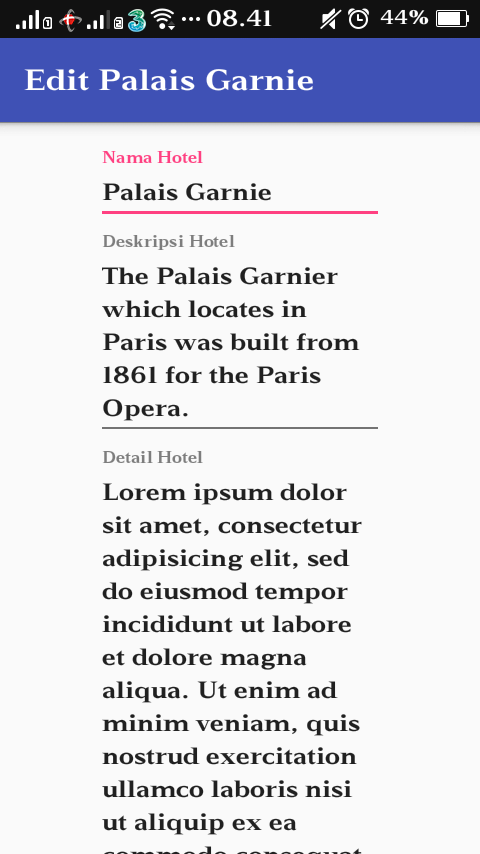 08.41 44%
Edit Palais Garnie
Nama Hotel
Palais Garnie
Deskripsi Hotel
The Palais Garnier
which locates in
Paris was built from
1861 for the Paris
Opera.
Detail Hotel
Lorem ipsum dolor
sit amet, consectetur
adipisicing elit, sed
do eiusmod tempor
incididunt ut labore
et dolore magna
aliqua. Ut enim ad
minim veniam, quis
nostrud exercitation
ullamco laboris nisi
ut aliquip ex ea
commodo consequat